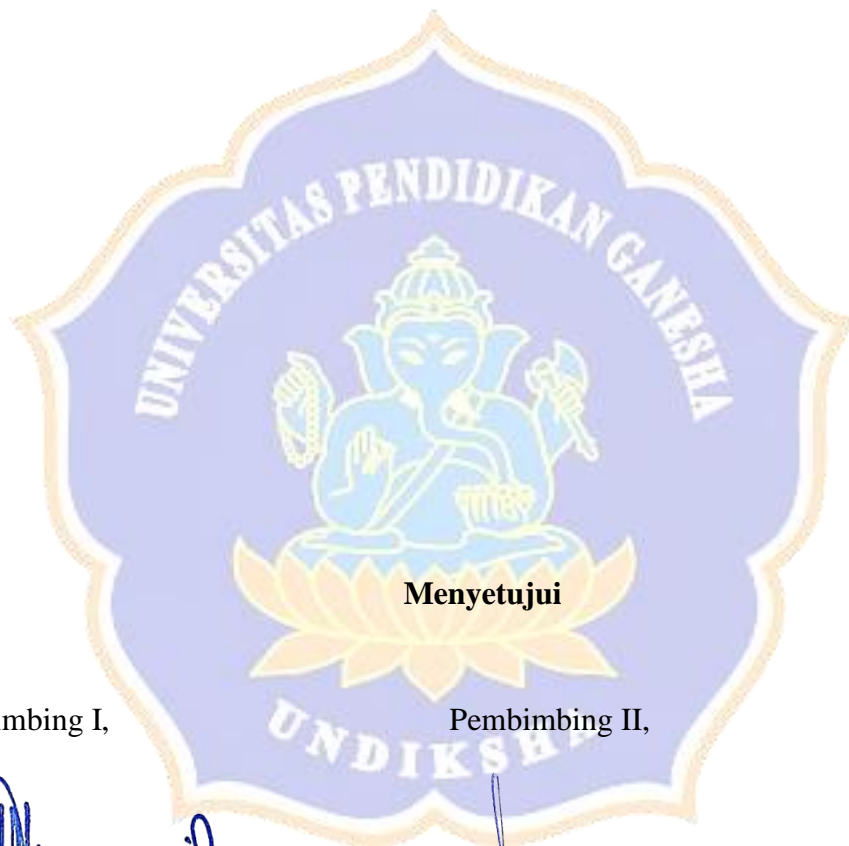 UNIVERSITAS PENDIDIKAN GANESHA
Menyetujui
mbing I,
Pembimbing II,
UNDIKSHA